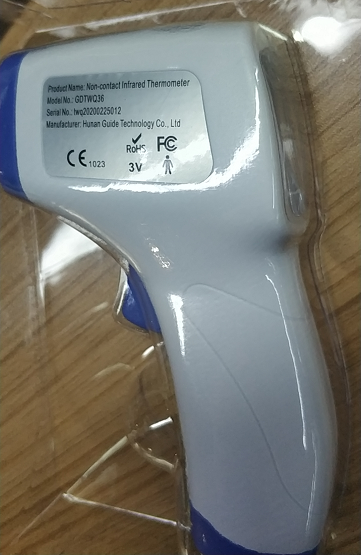 Product Name: Non-contact Infrared Thermometer
Model No.: GDTWQ36
Serial No.: twq20200225012
Manufacturer: Hunan Guide Technology Co., Ltd
CE 1023 RoHS FC
3V